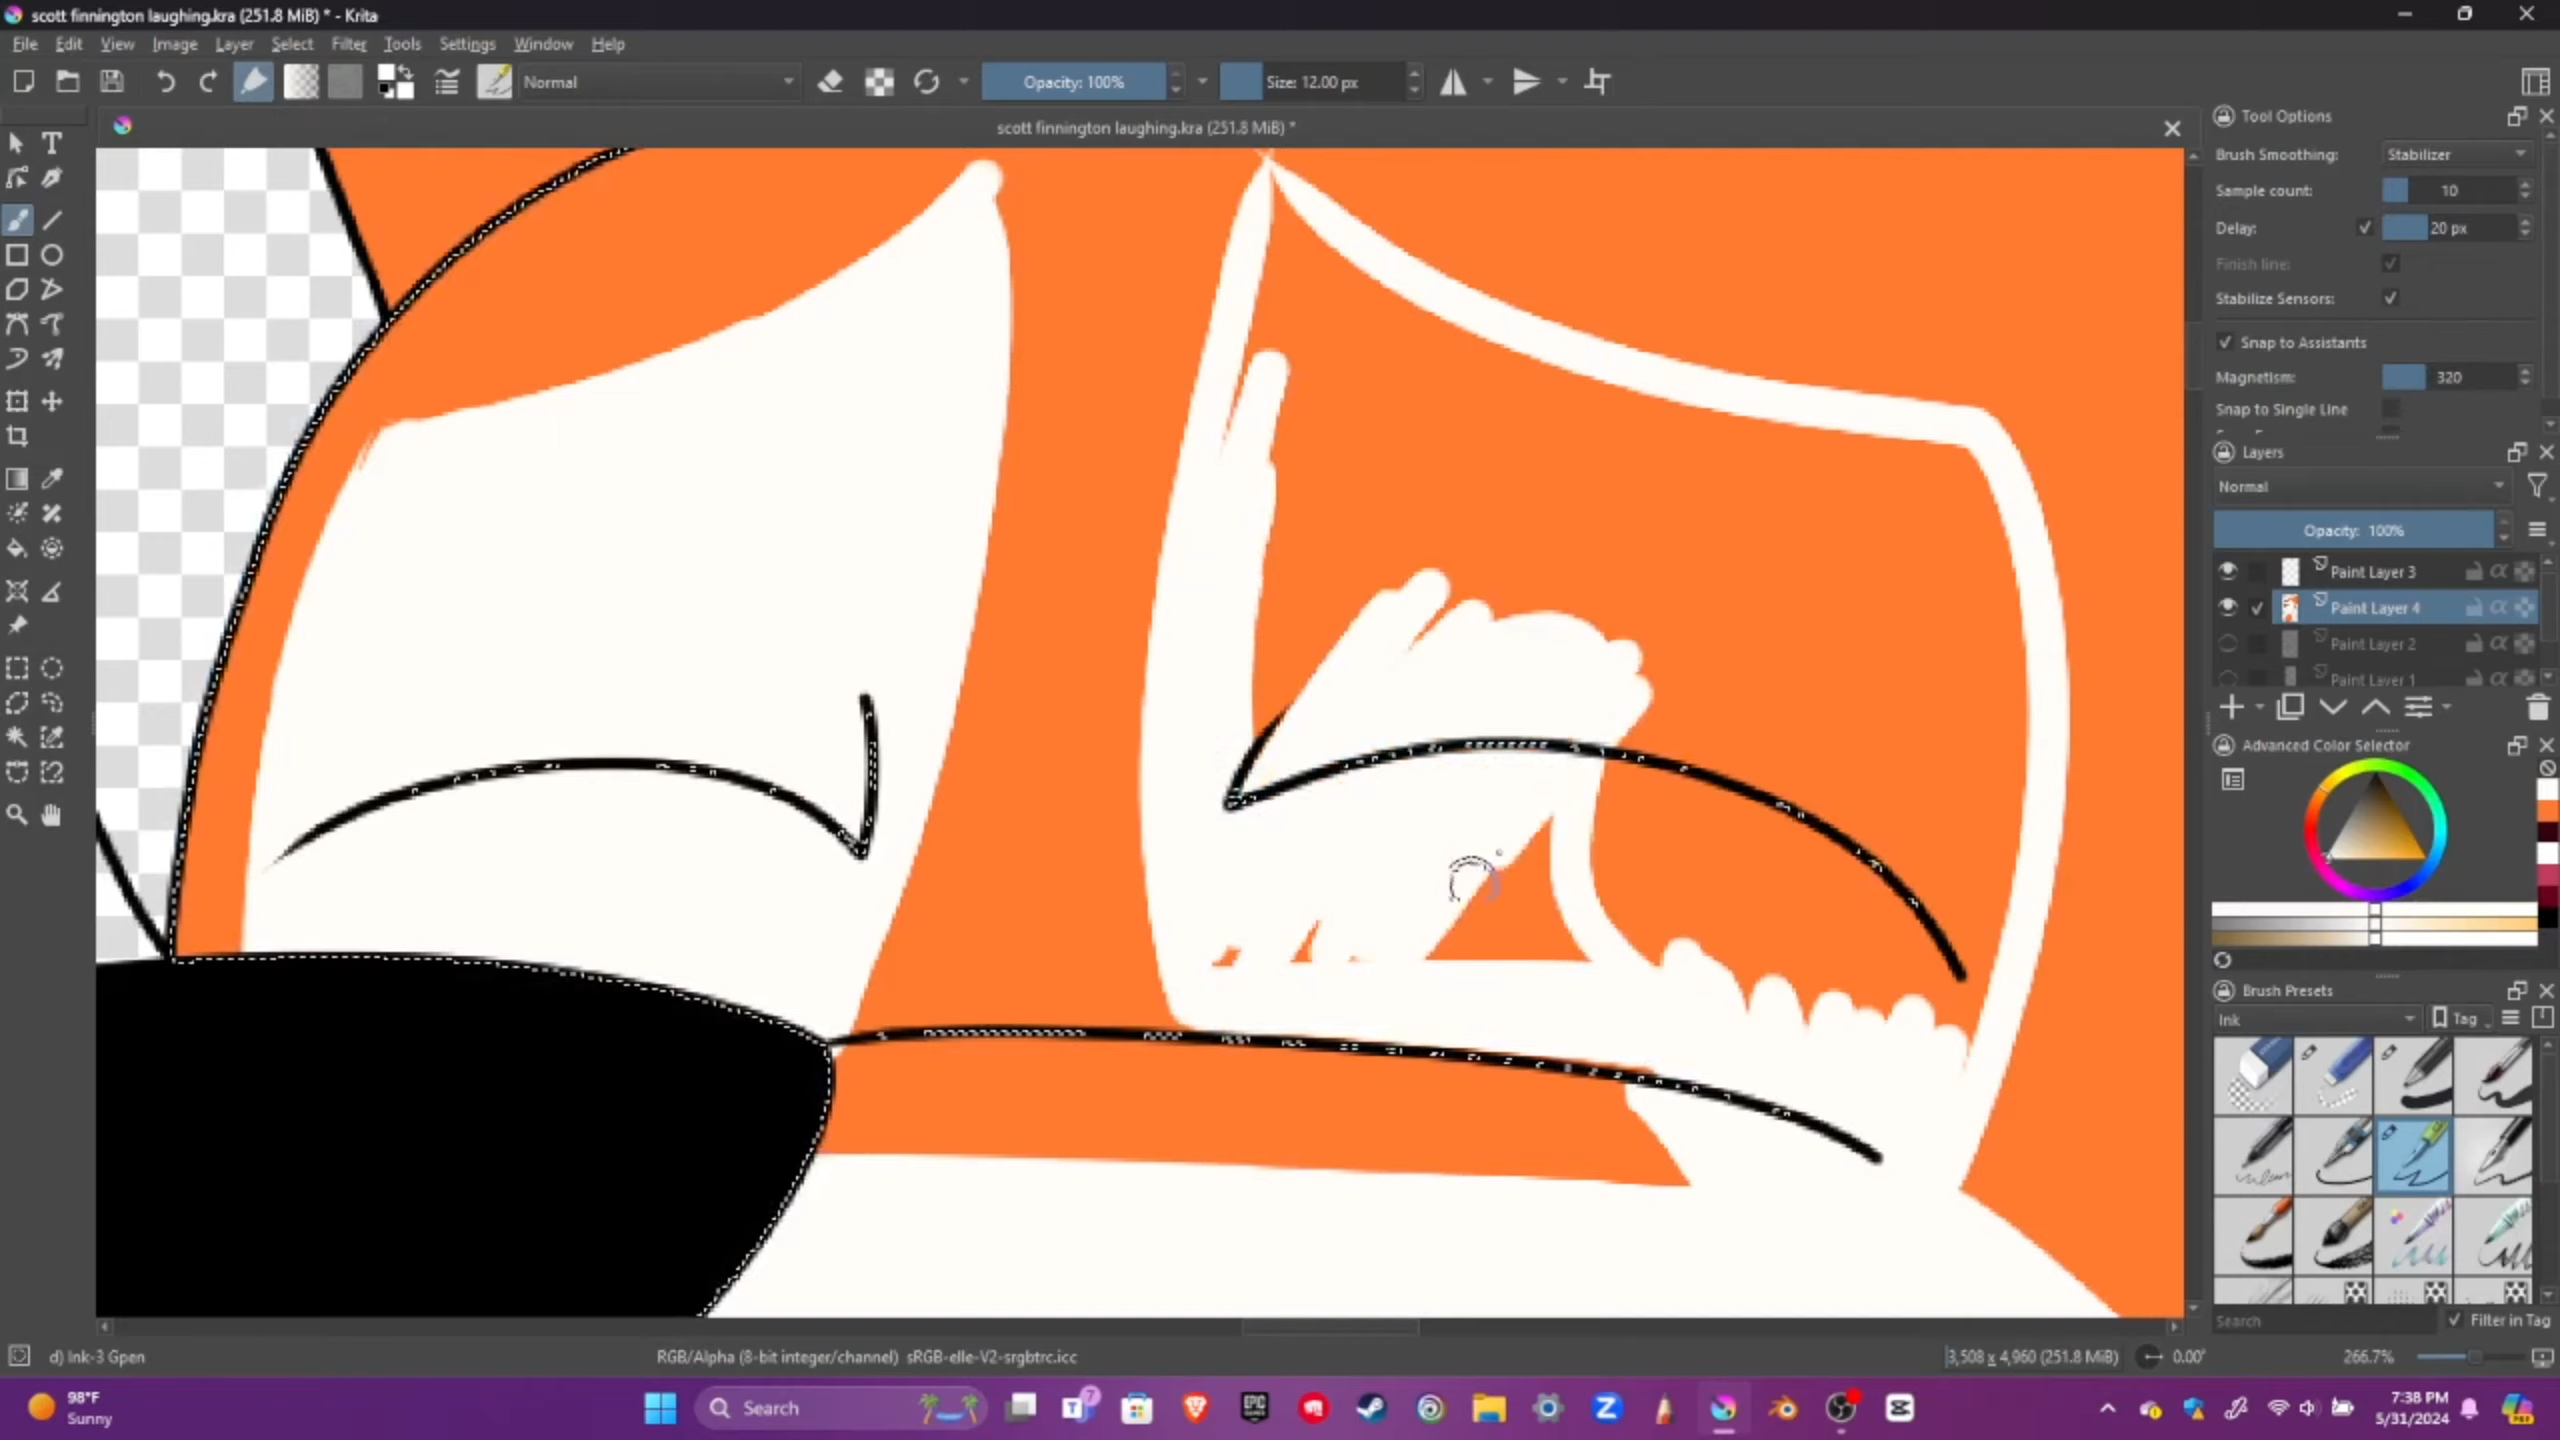 scott finnington laughing.kra (251.8 MiB) * - Krita
File Edit View Image Layer Select Filter Tools Settings Window Help
Normal
Opacity: 100%
Size: 12.00 px
scott finnington laughing.kra (251.8 MiB) *
Tool Options
Brush Smoothing: Stabilizer
Sample count: 10
Delay: 20 px
Finish line:
Stabilize Sensors:
Snap to Assistants
Magnetism: 320
Snap to Single Line
Layers
Normal
Opacity: 100%
Paint Layer 3
Paint Layer 4
Paint Layer 2
Paint Layer 1
Advanced Color Selector
Brush Presets
Ink
Tag
Search
Filter in Tag
d) Ink-3 Gpen
RGB/Alpha (8-bit integer/channel) sRGB-elle-V2-srgbtrc.icc
3,508 x 4,960 (251.8 MiB)
0.00°
266.7%
98°F
Sunny
Search
7
EPIC GAMES
7:38 PM
5/31/2024